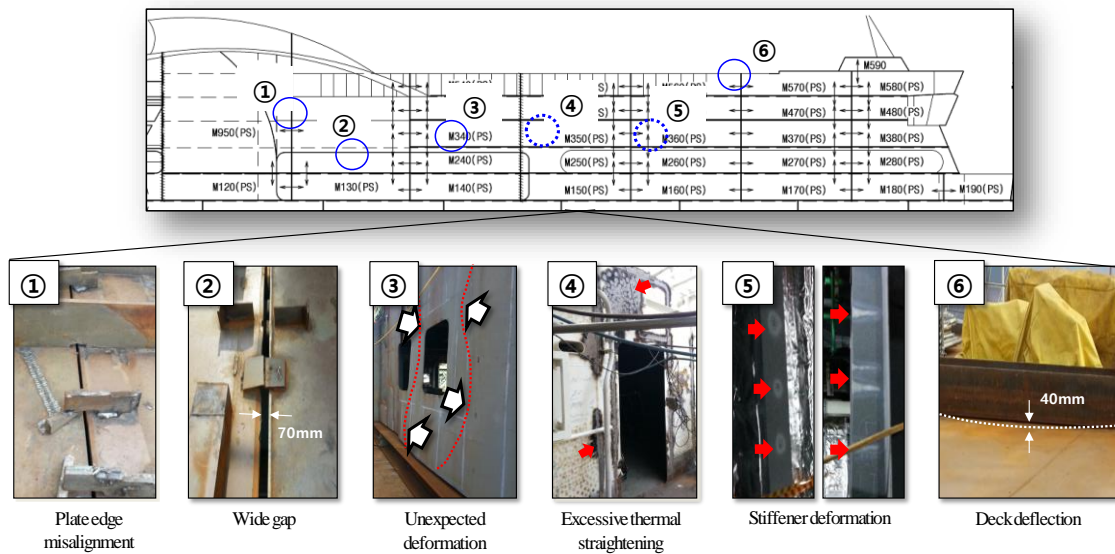 ⑥
M590
①
③
④
⑤
M570(PS)
M580(PS)
②
M470(PS)
M480(PS)
M950(PS)
M340(PS)
M350(PS)
M360(PS)
M370(PS)
M380(PS)
M240(PS)
M250(PS)
M260(PS)
M270(PS)
M280(PS)
M120(PS)
M130(PS)
M140(PS)
M150(PS)
M160(PS)
M170(PS)
M180(PS)
M190(PS)
①
②
③
④
⑤
⑥
70mm
40mm
Plate edge
misalignment
Wide gap
Unexpected
deformation
Excessive thermal
straightening
Stiffener deformation
Deck deflection